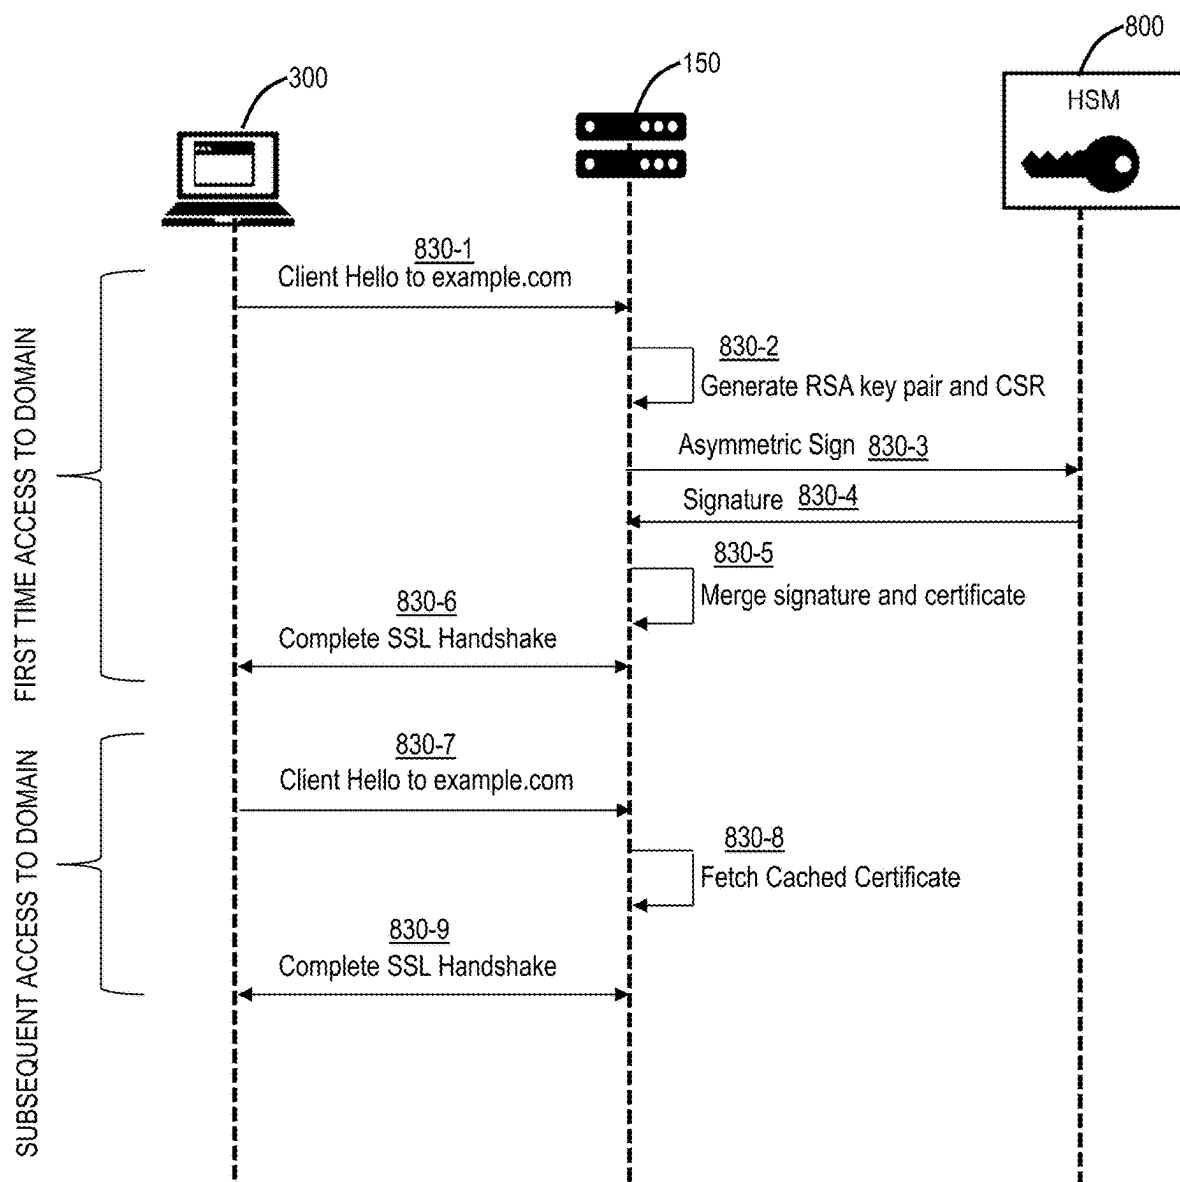 800
300
150
HSM
830-1
Client Hello to example.com
830-2
Generate RSA key pair and CSR
Asymmetric Sign 830-3
Signature 830-4
830-5
Merge signature and certificate
830-6
Complete SSL Handshake
FIRST TIME ACCESS TO DOMAIN
830-7
Client Hello to example.com
830-8
Fetch Cached Certificate
830-9
Complete SSL Handshake
SUBSEQUENT ACCESS TO DOMAIN